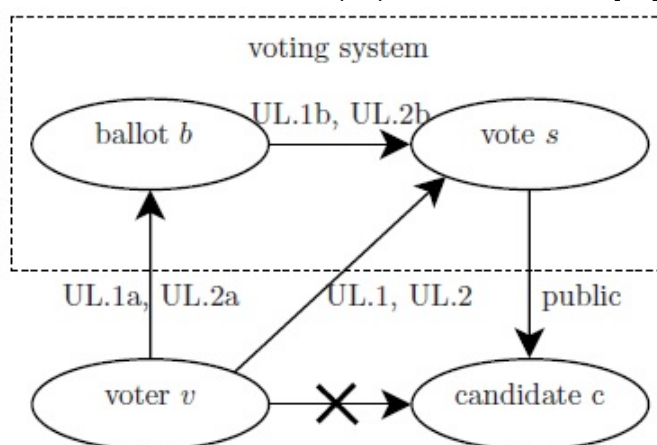 voting system
UL.1b, UL.2b
ballot b
vote s
UL.1a, UL.2a
UL.1, UL.2
public
voter v
candidate c